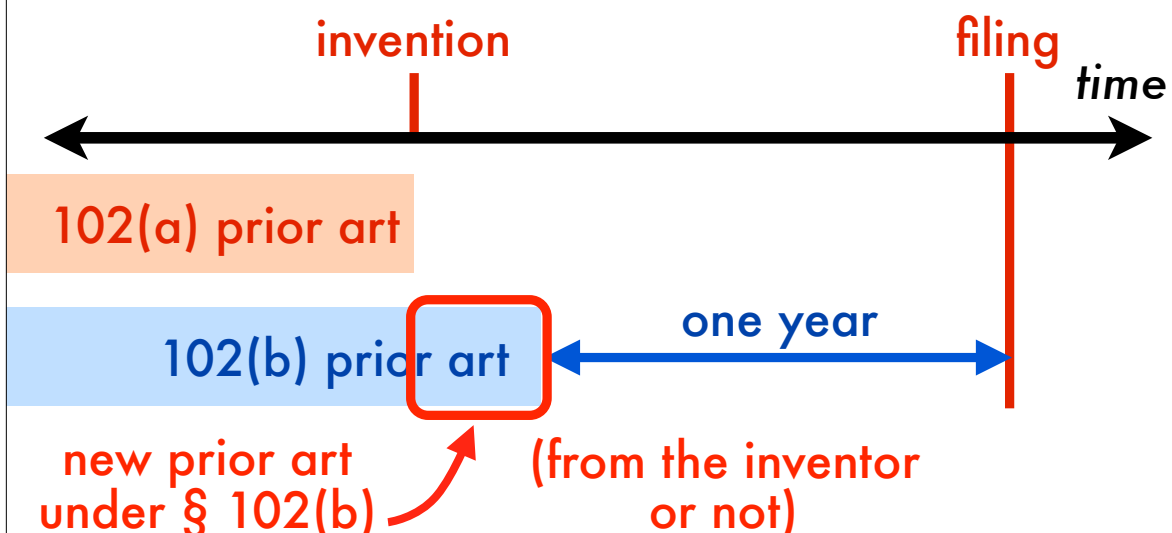 invention
filing
time
102(a) prior art
102(b) prior art
one year
new prior art
under § 102(b)
(from the inventor
or not)